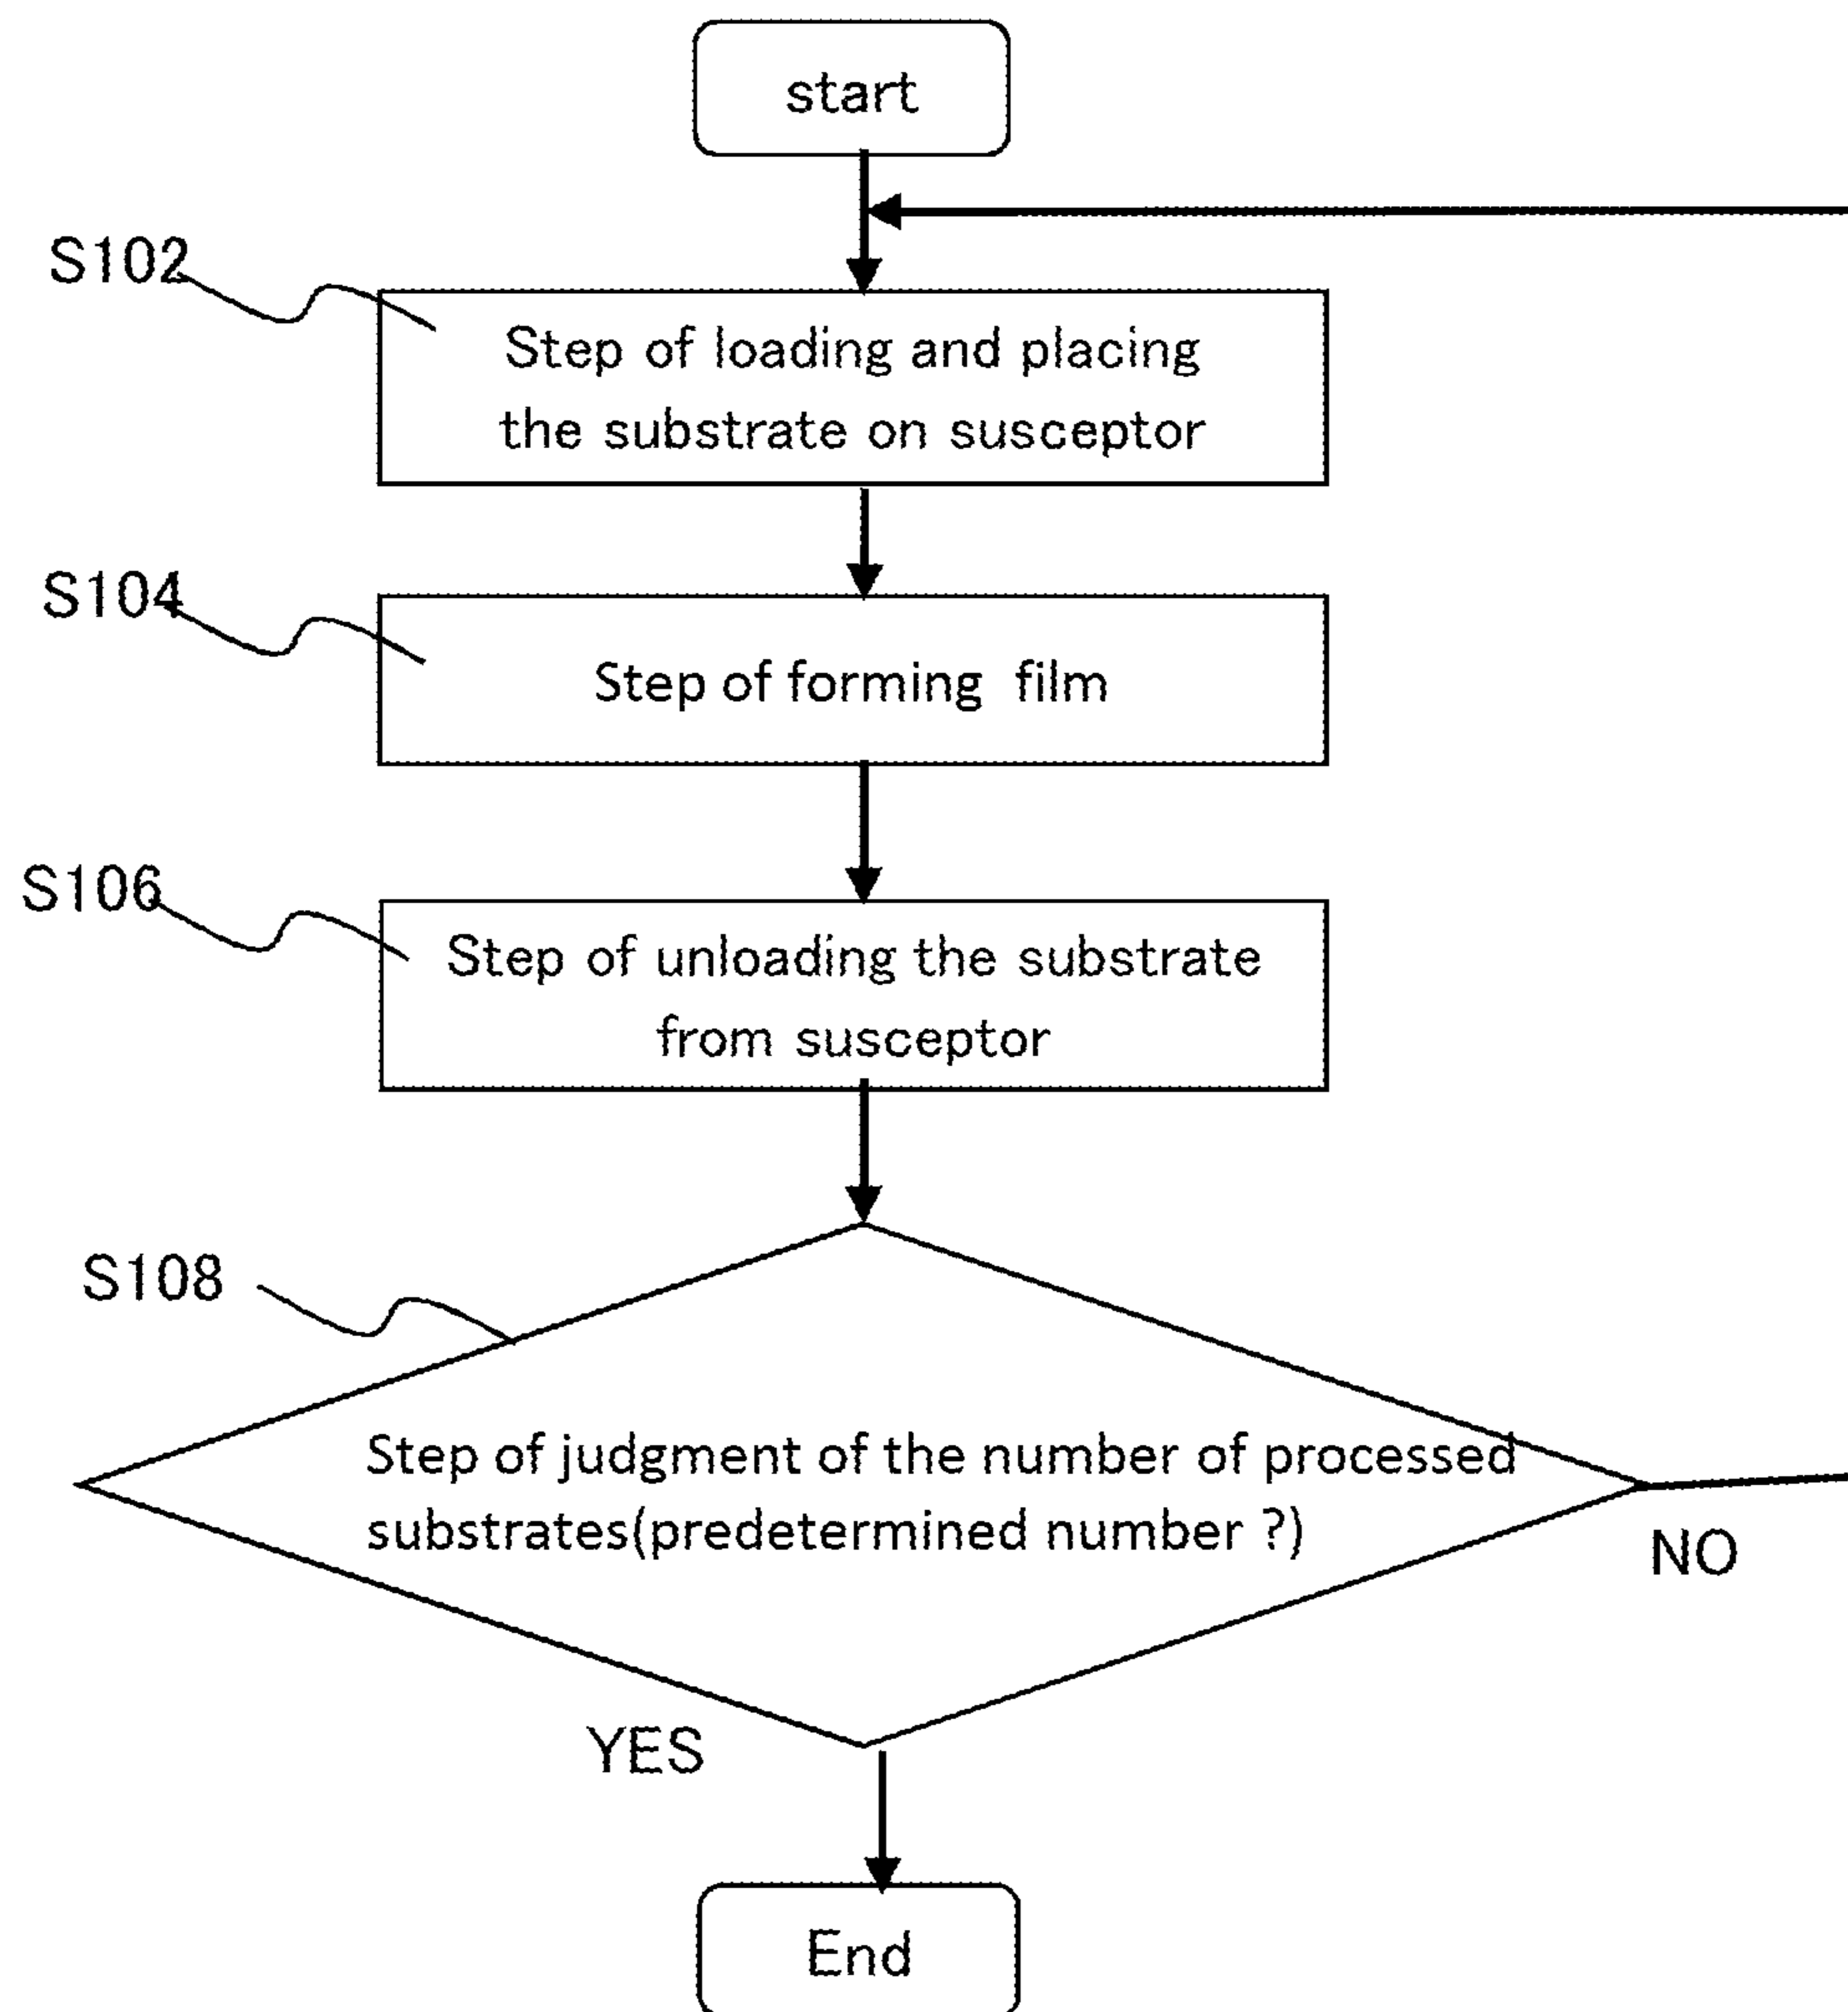 start
S102
Step of loading and placing
the substrate on susceptor
S104
Step of forming film
S106
Step of unloading the substrate
from susceptor
S108
Step of judgment of the number of processed
substrates(predetermined number ?)
NO
YES
End